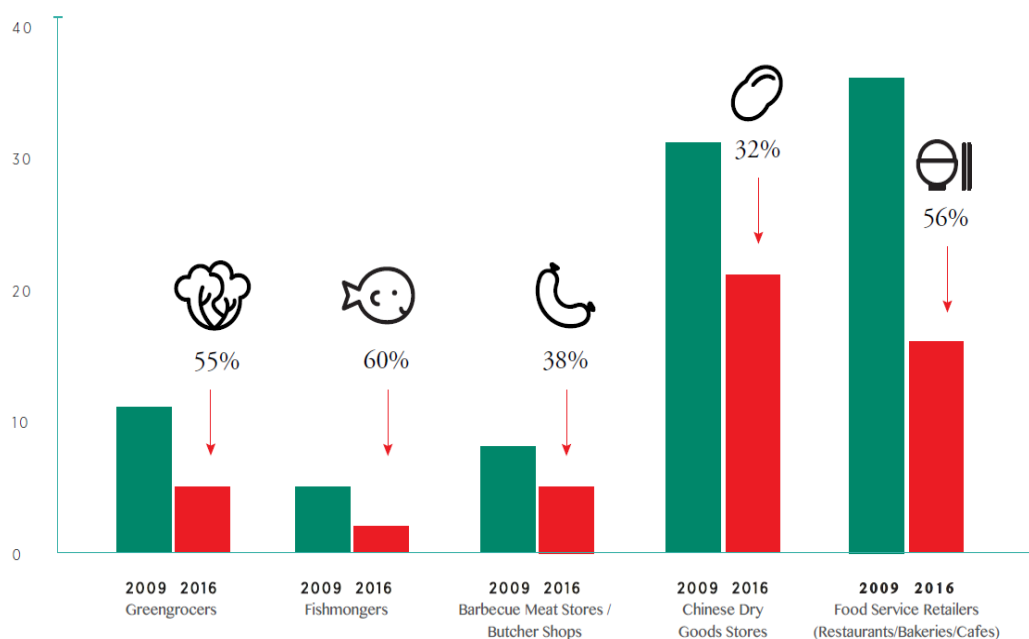 40
30
20
10
0
32%
56%
55%
60%
38%
2009 2016
Greengrocers
2009 2016
Fishmongers
2009 2016
Barbecue Meat Stores /
Butcher Shops
2009 2016
Chinese Dry
Goods Stores
2009 2016
Food Service Retailers
(Restaurants/Bakeries/Cafes)